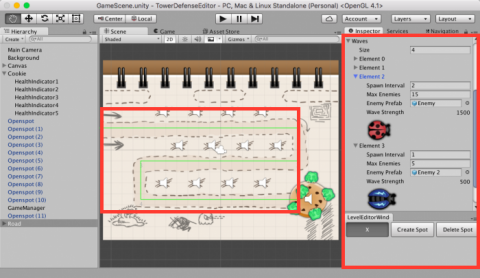 GameScene.unity - TowerDefenseEditor - PC, Mac & Linux Standalone (Personal) <OpenGL 4.1>
Center Local Account Layers Layout
Hierarchy
Create All
Main Camera
Background
Canvas
Cookie
HealthIndicator1
HealthIndicator2
HealthIndicator3
HealthIndicator4
HealthIndicator5
Openspot
Openspot (1)
Openspot (2)
Openspot (3)
Openspot (4)
Openspot (5)
Openspot (6)
Openspot (7)
Openspot (8)
Openspot (9)
Openspot (10)
GameManager
Openspot (11)
Road
Scene Game Asset Store
Shaded 2D Gizmos All
Inspector Services Navigation
Waves
Size 4
Element 0
Element 1
Element 2
Spawn Interval 2
Max Enemies 15
Enemy Prefab Enemy
Wave Strength 1500
Element 3
Spawn Interval 1
Max Enemies 5
Enemy Prefab Enemy 2
Wave Strength 500
LevelEditorWind
X Create Spot Delete Spot